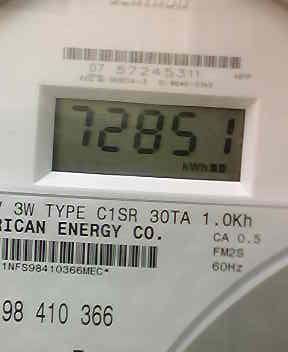 07 57245311
72851
kWh
V 3W TYPE C1SR 30TA 1.0Kh
RICAN ENERGY CO.
CA 0.5
FM2S
60Hz
1NFS98410366MEC*
98 410 366